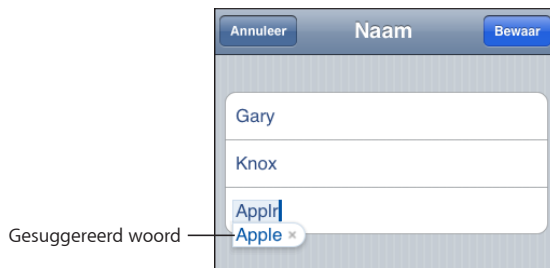 Annuleer Naam Bewaar
Gary
Knox
Applr
Gesuggereerd woord Apple ×